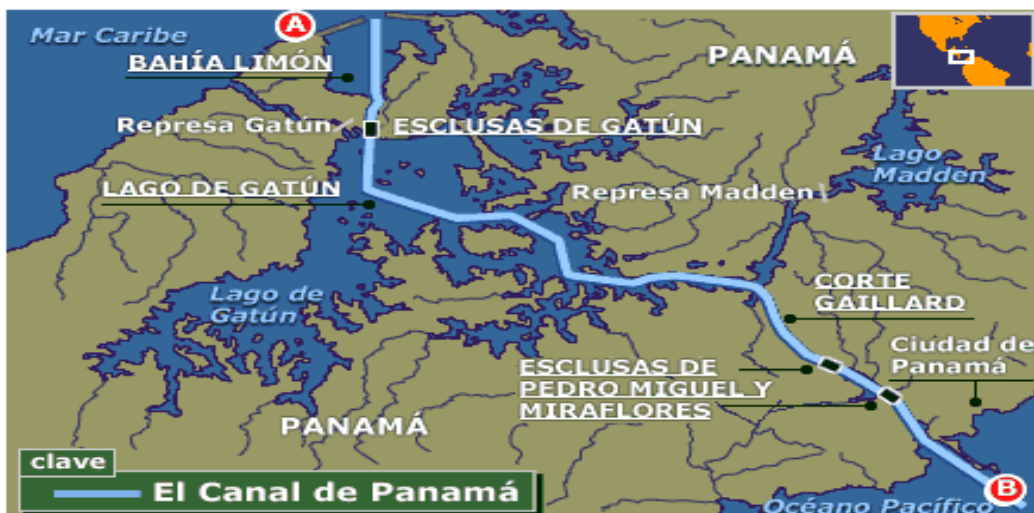 A
Mar Caribe
BAHÍA LIMÓN
PANAMÁ
Represa Gatún
ESCLUSAS DE GATÚN
Lago
Madden
LAGO DE GATÚN
Represa Madden
Lago de
Gatún
CORTE
GAILLARD
Ciudad de
Panamá
ESCLUSAS DE
PEDRO MIGUEL Y
MIRAFLORES
PANAMÁ
clave
El Canal de Panamá
Océano Pacífico
B